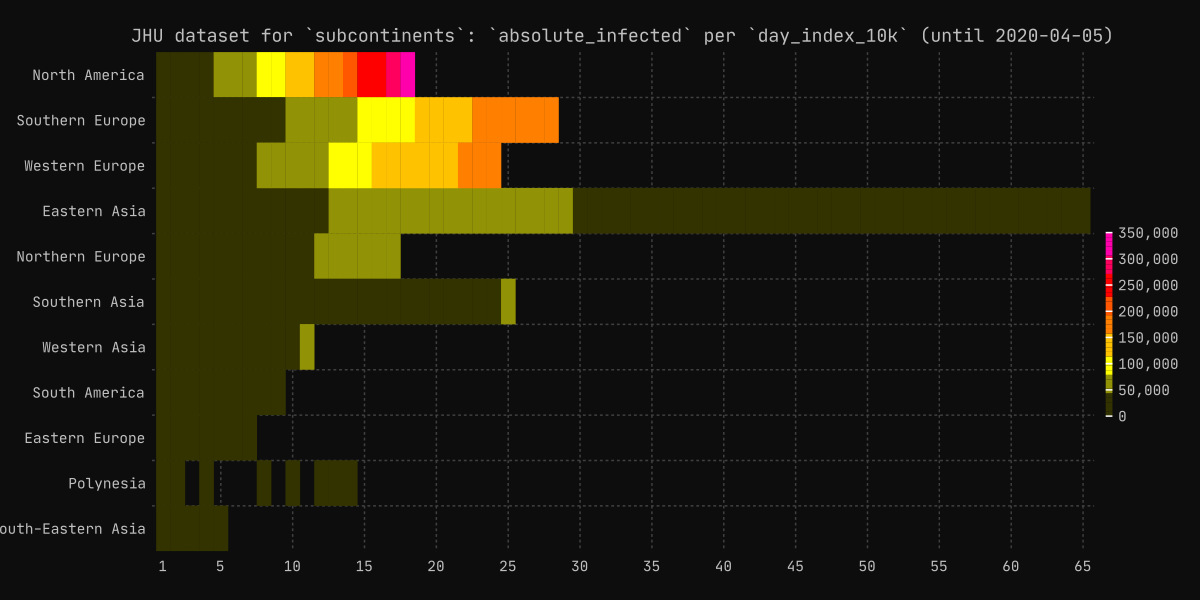 JHU dataset for `subcontinents`: `absolute_infected` per `day_index_10k` (until 2020-04-05)
North America
Southern Europe
Western Europe
Eastern Asia
Northern Europe
Southern Asia
Western Asia
South America
Eastern Europe
Polynesia
outh-Eastern Asia
1 5 10 15 20 25 30 35 40 45 50 55 60 65
350,000
300,000
250,000
200,000
150,000
100,000
50,000
0